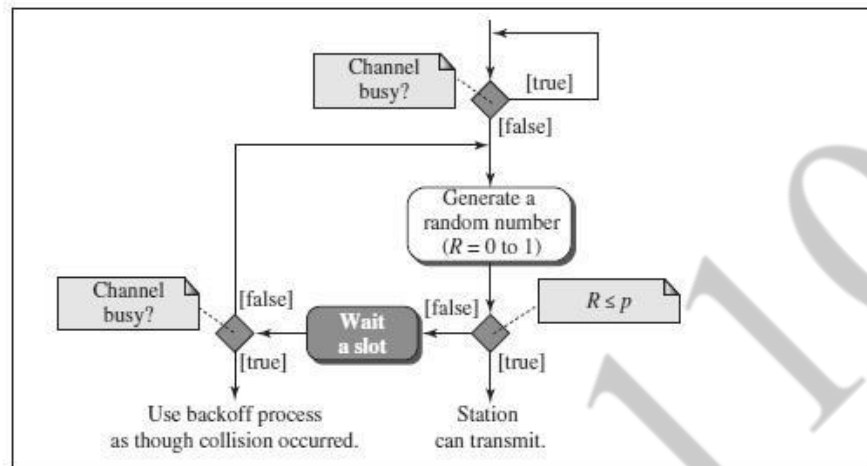 Channel
busy?
[true]
[false]
Generate a
random number
(R = 0 to 1)
Channel
busy?
[false]
Wait
a slot
[false]
R ≤ p
[true]
[true]
Use backoff process
as though collision occurred.
Station
can transmit.
110